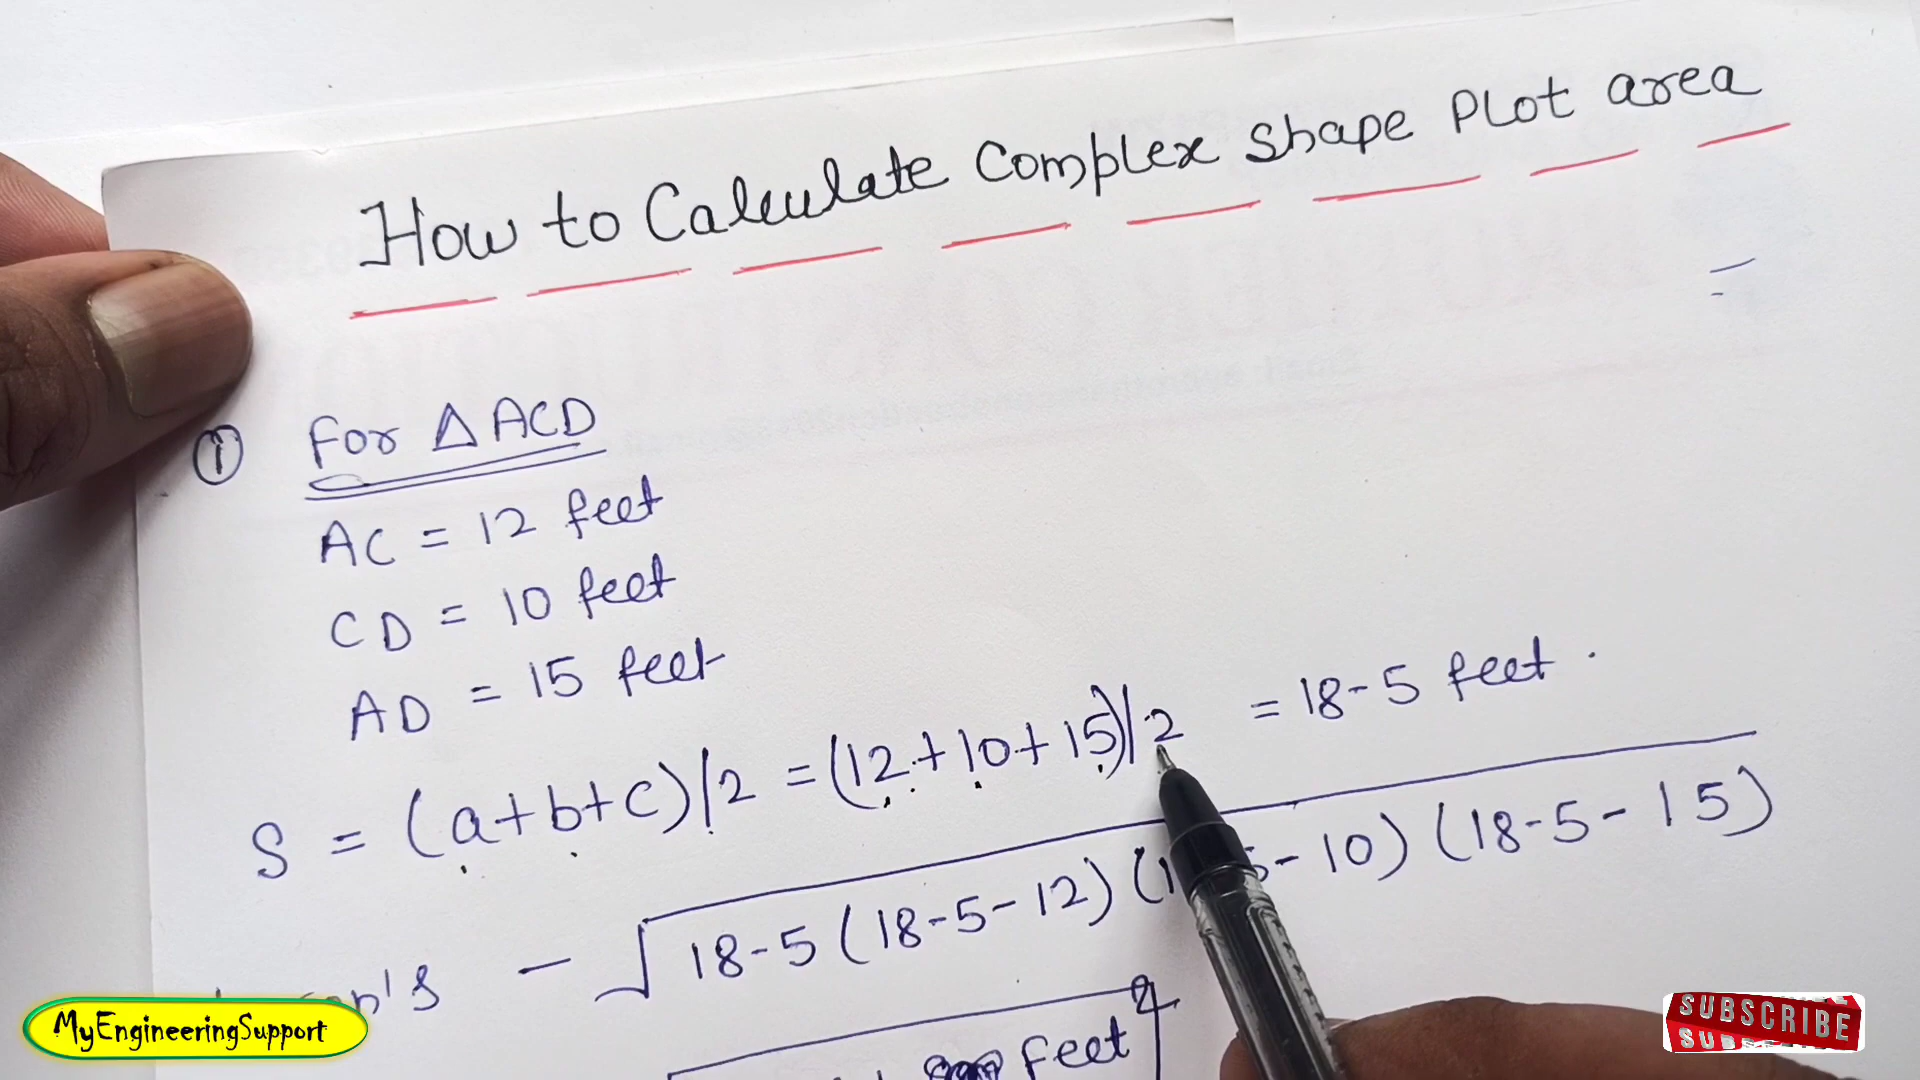 How to Calculate Complex Shape Plot area
① For △ ACD
AC = 12 feet
CD = 10 feet
AD = 15 feet
S = (a+b+c)/2 = (12+10+15)/2 = 18-5 feet.
- √18-5 (18-5-12) (1 -10) (18-5-15)
feet
MyEngineeringSupport
SUBSCRIBE